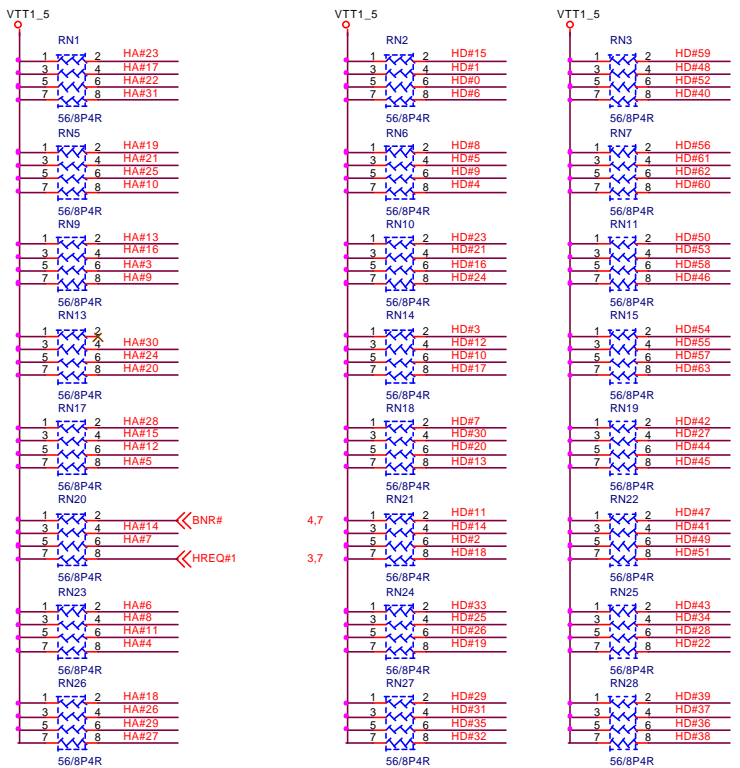 VTT1_5 VTT1_5 VTT1_5
RN1 RN2 RN3
1 2 HA#23 1 2 HD#15 1 2 HD#59
3 4 HA#17 3 4 HD#1 3 4 HD#48
5 6 HA#22 5 6 HD#0 5 6 HD#52
7 8 HA#31 7 8 HD#6 7 8 HD#40
56/8P4R 56/8P4R 56/8P4R
RN5 RN6 RN7
1 2 HA#19 1 2 HD#8 1 2 HD#56
3 4 HA#21 3 4 HD#5 3 4 HD#61
5 6 HA#25 5 6 HD#9 5 6 HD#62
7 8 HA#10 7 8 HD#4 7 8 HD#60
56/8P4R 56/8P4R 56/8P4R
RN9 RN10 RN11
1 2 HA#13 1 2 HD#23 1 2 HD#50
3 4 HA#16 3 4 HD#21 3 4 HD#53
5 6 HA#3 5 6 HD#16 5 6 HD#58
7 8 HA#9 7 8 HD#24 7 8 HD#46
56/8P4R 56/8P4R 56/8P4R
RN13 RN14 RN15
1 2 1 2 HD#3 1 2 HD#54
3 4 HA#30 3 4 HD#12 3 4 HD#55
5 6 HA#24 5 6 HD#10 5 6 HD#57
7 8 HA#20 7 8 HD#17 7 8 HD#63
56/8P4R 56/8P4R 56/8P4R
RN17 RN18 RN19
1 2 HA#28 1 2 HD#7 1 2 HD#42
3 4 HA#15 3 4 HD#30 3 4 HD#27
5 6 HA#12 5 6 HD#20 5 6 HD#44
7 8 HA#5 7 8 HD#13 7 8 HD#45
56/8P4R 56/8P4R 56/8P4R
RN20 RN21 RN22
1 2 BNR# 4,7 1 2 HD#11 1 2 HD#47
3 4 HA#14 3 4 HD#14 3 4 HD#41
5 6 HA#7 5 6 HD#2 5 6 HD#49
7 8 HREQ#1 3,7 7 8 HD#18 7 8 HD#51
56/8P4R 56/8P4R 56/8P4R
RN23 RN24 RN25
1 2 HA#6 1 2 HD#33 1 2 HD#43
3 4 HA#8 3 4 HD#25 3 4 HD#34
5 6 HA#11 5 6 HD#26 5 6 HD#28
7 8 HA#4 7 8 HD#19 7 8 HD#22
56/8P4R 56/8P4R 56/8P4R
RN26 RN27 RN28
1 2 HA#18 1 2 HD#29 1 2 HD#39
3 4 HA#26 3 4 HD#31 3 4 HD#37
5 6 HA#29 5 6 HD#35 5 6 HD#36
7 8 HA#27 7 8 HD#32 7 8 HD#38
56/8P4R 56/8P4R 56/8P4R